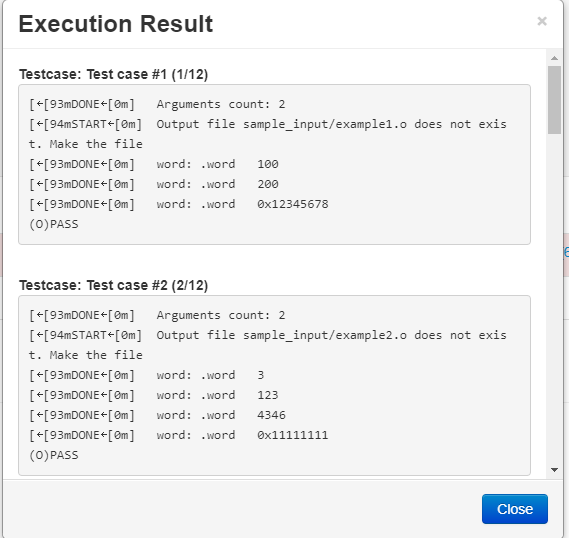 Execution Result
×
Testcase: Test case #1 (1/12)
[←[93mDONE←[0m]   Arguments count: 2
[←[94mSTART←[0m]  Output file sample_input/example1.o does not exis
t. Make the file
[←[93mDONE←[0m]   word: .word   100
[←[93mDONE←[0m]   word: .word   200
[←[93mDONE←[0m]   word: .word   0x12345678
(O)PASS
Testcase: Test case #2 (2/12)
[←[93mDONE←[0m]   Arguments count: 2
[←[94mSTART←[0m]  Output file sample_input/example2.o does not exis
t. Make the file
[←[93mDONE←[0m]   word: .word   3
[←[93mDONE←[0m]   word: .word   123
[←[93mDONE←[0m]   word: .word   4346
[←[93mDONE←[0m]   word: .word   0x11111111
(O)PASS
Close